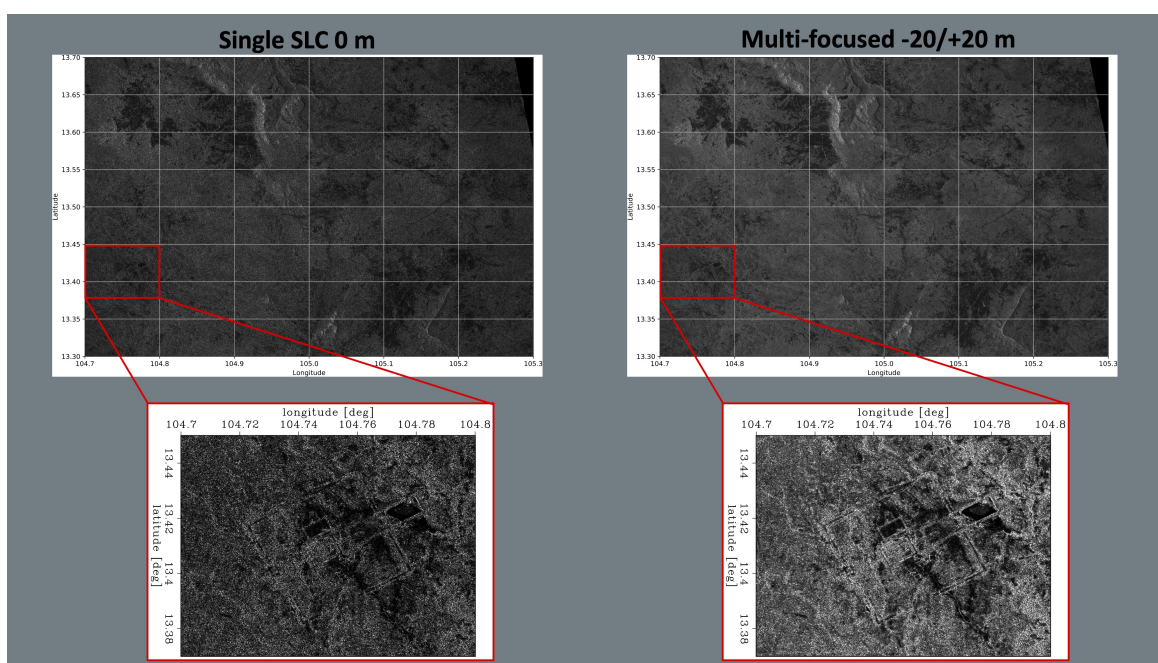 Single SLC 0 m
13.70
13.65
13.60
13.55
13.50
13.45
13.40
13.35
13.30
Latitude
104.7 104.8 104.9 105.0 105.1 105.2 105.3
Longitude
longitude [deg]
104.7 104.72 104.74 104.76 104.78 104.8
13.44
13.42
13.4
13.38
latitude [deg]
Multi-focused -20/+20 m
13.70
13.65
13.60
13.55
13.50
13.45
13.40
13.35
13.30
Latitude
104.7 104.8 104.9 105.0 105.1 105.2 105.3
Longitude
longitude [deg]
104.7 104.72 104.74 104.76 104.78 104.8
13.44
13.42
13.4
13.38
latitude [deg]